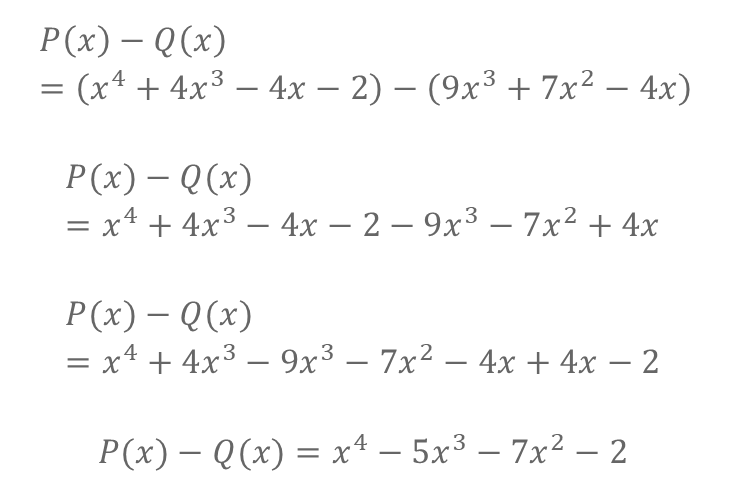 P(x) − Q(x)
= (x⁴ + 4x³ − 4x − 2) − (9x³ + 7x² − 4x)
P(x) − Q(x)
= x⁴ + 4x³ − 4x − 2 − 9x³ − 7x² + 4x
P(x) − Q(x)
= x⁴ + 4x³ − 9x³ − 7x² − 4x + 4x − 2
P(x) − Q(x) = x⁴ − 5x³ − 7x² − 2